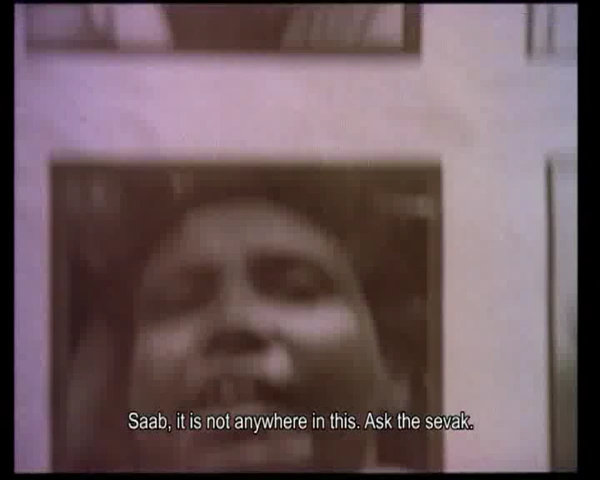 Saab, it is not anywhere in this. Ask the sevak.